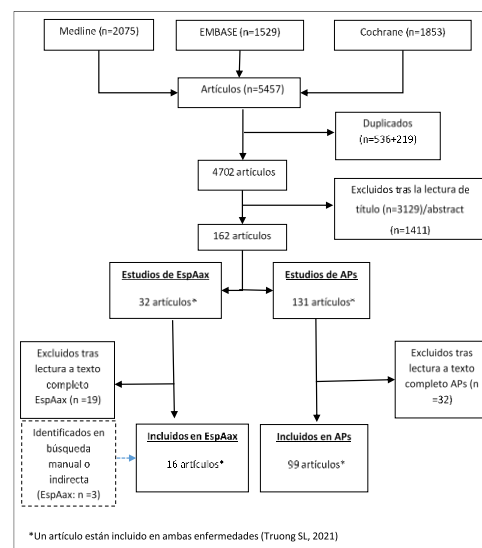 Medline (n=2075)
EMBASE (n=1529)
Cochrane (n=1853)
Artículos (n=5457)
Duplicados
(n=536+219)
4702 artículos
Excluidos tras la lectura de
título (n=3129)/abstract
(n=1411)
162 artículos
Estudios de EspAax
32 artículos*
Estudios de APs
131 artículos*
Excluidos tras
lectura a texto
completo
EspAax (n =19)
Excluidos tras
lectura a texto
completo APs (n
=32)
Identificados en
búsqueda
manual o
indirecta
(EspAax: n =3)
Incluidos en EspAax
16 artículos*
Incluidos en APs
99 artículos*
*Un artículo están incluido en ambas enfermedades (Truong SL, 2021)